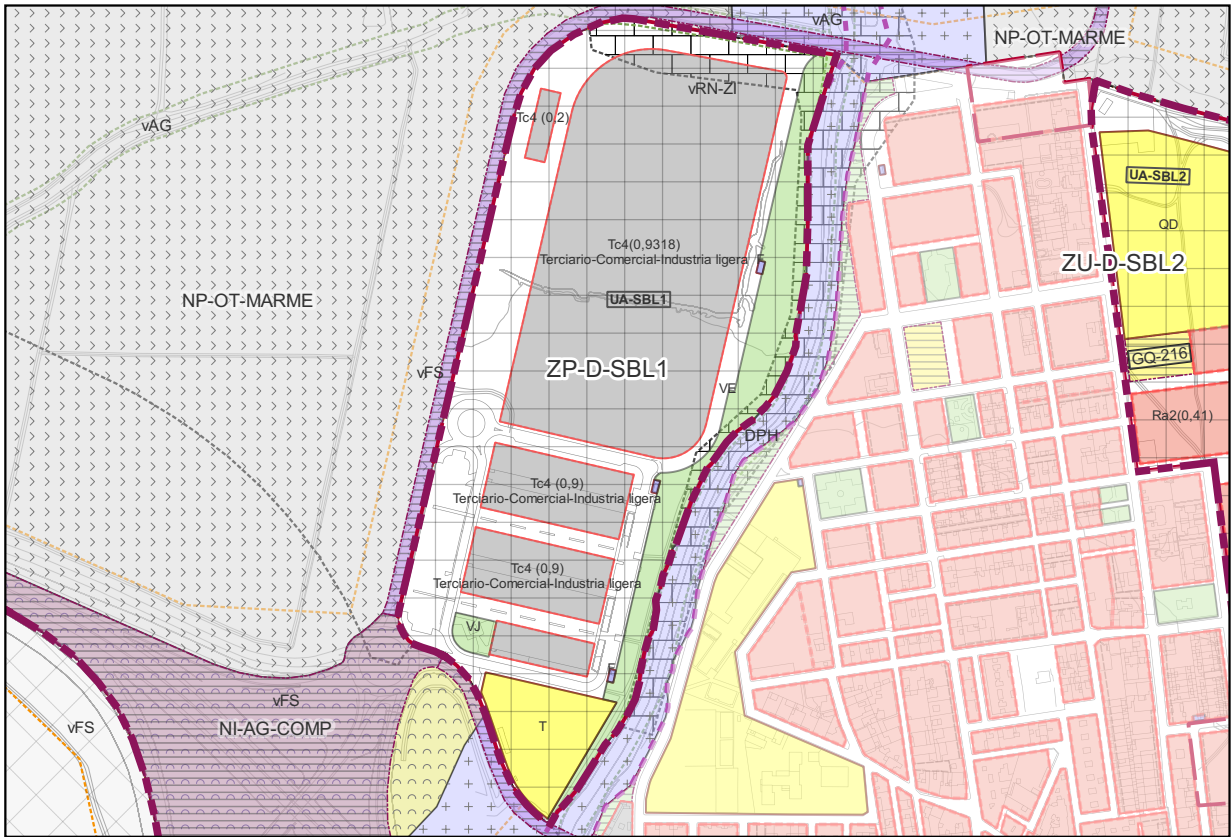 vAG
NP-OT-MARME
vRN-ZI
Tc4 (0,2)
vAG
UA-SBL2
QD
Tc4(0,9318)
Terciario-Comercial-Industria ligera
E
ZU-D-SBL2
NP-OT-MARME
UA-SBL1
GQ-216
ZP-D-SBL1
vFS
VE
Ra2(0,41)
DPH
Tc4 (0,9)
Terciario-Comercial-Industria ligera
Tc4 (0,9)
Terciario-Comercial-Industria ligera
VJ
E
vFS
NI-AG-COMP
vFS
T